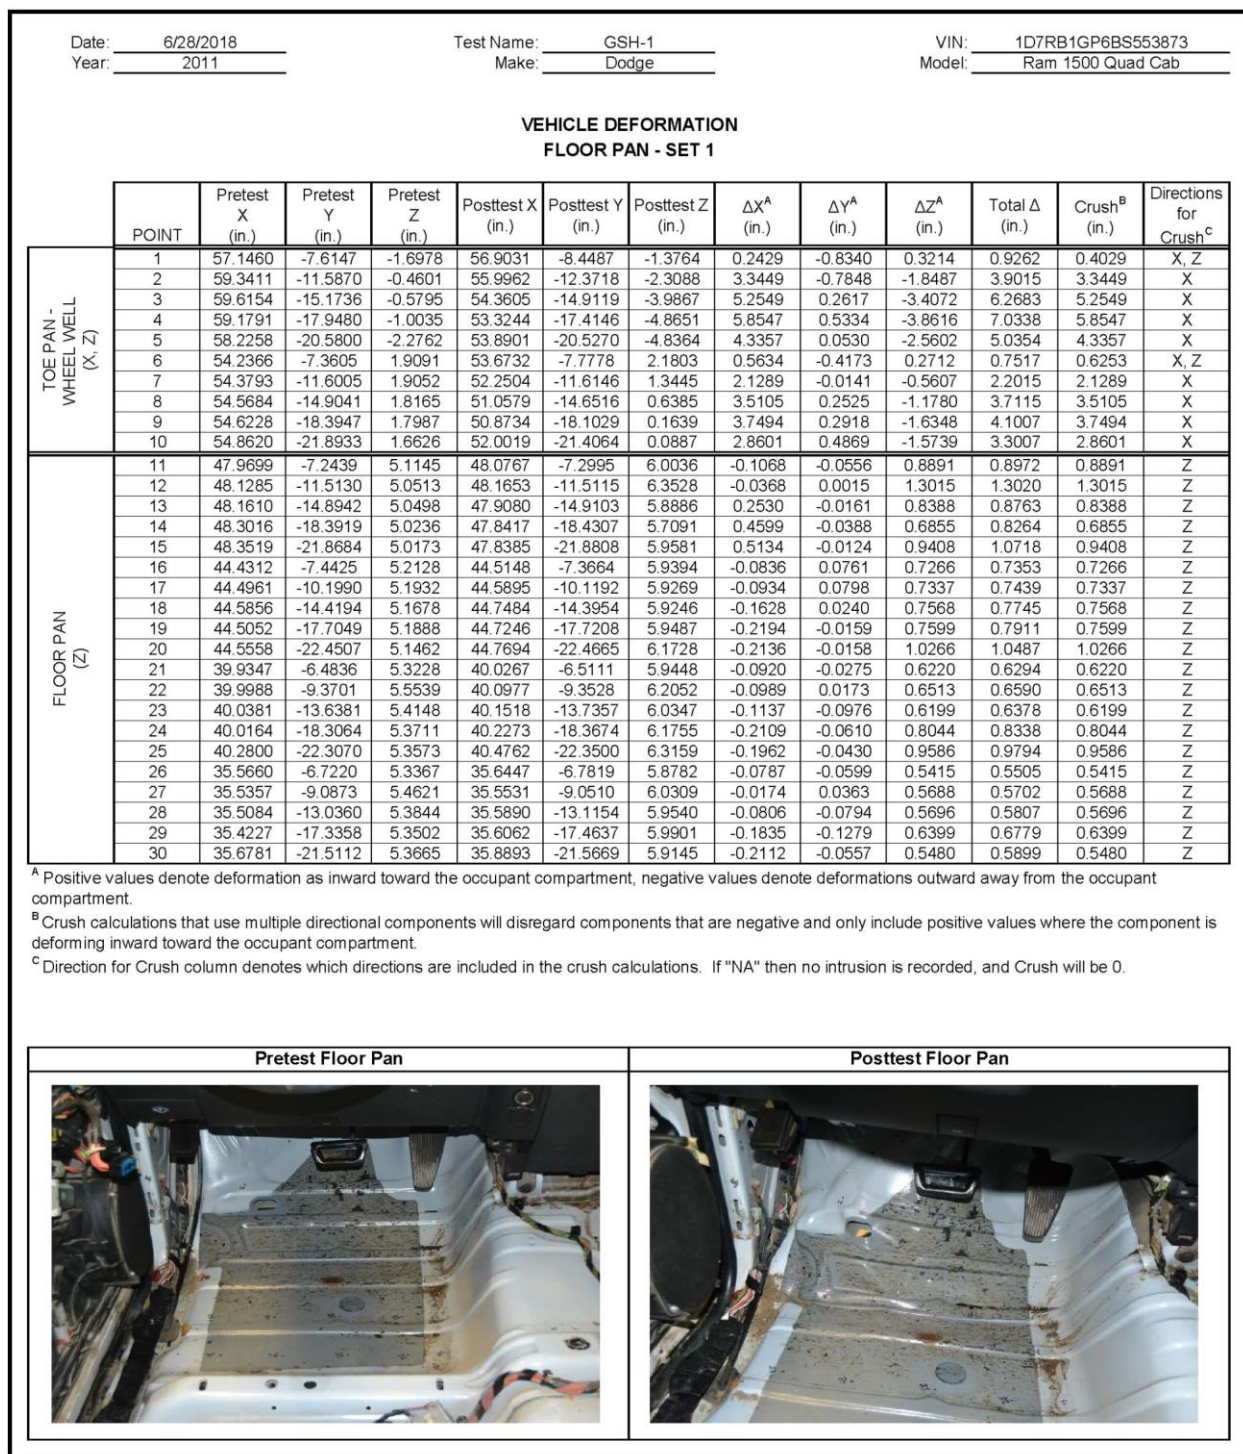 Date: 6/28/2018 Test Name: GSH-1 VIN: 1D7RB1GP6BS553873
Year: 2011 Make: Dodge Model: Ram 1500 Quad Cab
VEHICLE DEFORMATION
FLOOR PAN - SET 1
POINT Pretest X (in.) Pretest Y (in.) Pretest Z (in.) Posttest X (in.) Posttest Y (in.) Posttest Z (in.) ΔXᴬ (in.) ΔYᴬ (in.) ΔZᴬ (in.) Total Δ (in.) Crushᴮ (in.) Directions for Crushᶜ
TOE PAN - WHEEL WELL (X, Z)
1 57.1460 -7.6147 -1.6978 56.9031 -8.4487 -1.3764 0.2429 -0.8340 0.3214 0.9262 0.4029 X, Z
2 59.3411 -11.5870 -0.4601 55.9962 -12.3718 -2.3088 3.3449 -0.7848 -1.8487 3.9015 3.3449 X
3 59.6154 -15.1736 -0.5795 54.3605 -14.9119 -3.9867 5.2549 0.2617 -3.4072 6.2683 5.2549 X
4 59.1791 -17.9480 -1.0035 53.3244 -17.4146 -4.8651 5.8547 0.5334 -3.8616 7.0338 5.8547 X
5 58.2258 -20.5800 -2.2762 53.8901 -20.5270 -4.8364 4.3357 0.0530 -2.5602 5.0354 4.3357 X
6 54.2366 -7.3605 1.9091 53.6732 -7.7778 2.1803 0.5634 -0.4173 0.2712 0.7517 0.6253 X, Z
7 54.3793 -11.6005 1.9052 52.2504 -11.6146 1.3445 2.1289 -0.0141 -0.5607 2.2015 2.1289 X
8 54.5684 -14.9041 1.8165 51.0579 -14.6516 0.6385 3.5105 0.2525 -1.1780 3.7115 3.5105 X
9 54.6228 -18.3947 1.7987 50.8734 -18.1029 0.1639 3.7494 0.2918 -1.6348 4.1007 3.7494 X
10 54.8620 -21.8933 1.6626 52.0019 -21.4064 0.0887 2.8601 0.4869 -1.5739 3.3007 2.8601 X
FLOOR PAN (Z)
11 47.9699 -7.2439 5.1145 48.0767 -7.2995 6.0036 -0.1068 -0.0556 0.8891 0.8972 0.8891 Z
12 48.1285 -11.5130 5.0513 48.1653 -11.5115 6.3528 -0.0368 0.0015 1.3015 1.3020 1.3015 Z
13 48.1610 -14.8942 5.0498 47.9080 -14.9103 5.8886 0.2530 -0.0161 0.8388 0.8763 0.8388 Z
14 48.3016 -18.3919 5.0236 47.8417 -18.4307 5.7091 0.4599 -0.0388 0.6855 0.8264 0.6855 Z
15 48.3519 -21.8684 5.0173 47.8385 -21.8808 5.9581 0.5134 -0.0124 0.9408 1.0718 0.9408 Z
16 44.4312 -7.4425 5.2128 44.5148 -7.3664 5.9394 -0.0836 0.0761 0.7266 0.7353 0.7266 Z
17 44.4961 -10.1990 5.1932 44.5895 -10.1192 5.9269 -0.0934 0.0798 0.7337 0.7439 0.7337 Z
18 44.5856 -14.4194 5.1678 44.7484 -14.3954 5.9246 -0.1628 0.0240 0.7568 0.7745 0.7568 Z
19 44.5052 -17.7049 5.1888 44.7246 -17.7208 5.9487 -0.2194 -0.0159 0.7599 0.7911 0.7599 Z
20 44.5558 -22.4507 5.1462 44.7694 -22.4665 6.1728 -0.2136 -0.0158 1.0266 1.0487 1.0266 Z
21 39.9347 -6.4836 5.3228 40.0267 -6.5111 5.9448 -0.0920 -0.0275 0.6220 0.6294 0.6220 Z
22 39.9988 -9.3701 5.5539 40.0977 -9.3528 6.2052 -0.0989 0.0173 0.6513 0.6590 0.6513 Z
23 40.0381 -13.6381 5.4148 40.1518 -13.7357 6.0347 -0.1137 -0.0976 0.6199 0.6378 0.6199 Z
24 40.0164 -18.3064 5.3711 40.2273 -18.3674 6.1755 -0.2109 -0.0610 0.8044 0.8338 0.8044 Z
25 40.2800 -22.3070 5.3573 40.4762 -22.3500 6.3159 -0.1962 -0.0430 0.9586 0.9794 0.9586 Z
26 35.5660 -6.7220 5.3367 35.6447 -6.7819 5.8782 -0.0787 -0.0599 0.5415 0.5505 0.5415 Z
27 35.5357 -9.0873 5.4621 35.5531 -9.0510 6.0309 -0.0174 0.0363 0.5688 0.5702 0.5688 Z
28 35.5084 -13.0360 5.3844 35.5890 -13.1154 5.9540 -0.0806 -0.0794 0.5696 0.5807 0.5696 Z
29 35.4227 -17.3358 5.3502 35.6062 -17.4637 5.9901 -0.1835 -0.1279 0.6399 0.6779 0.6399 Z
30 35.6781 -21.5112 5.3665 35.8893 -21.5669 5.9145 -0.2112 -0.0557 0.5480 0.5899 0.5480 Z
ᴬ Positive values denote deformation as inward toward the occupant compartment, negative values denote deformations outward away from the occupant
compartment.
ᴮ Crush calculations that use multiple directional components will disregard components that are negative and only include positive values where the component is
deforming inward toward the occupant compartment.
ᶜ Direction for Crush column denotes which directions are included in the crush calculations. If "NA" then no intrusion is recorded, and Crush will be 0.
Pretest Floor Pan Posttest Floor Pan